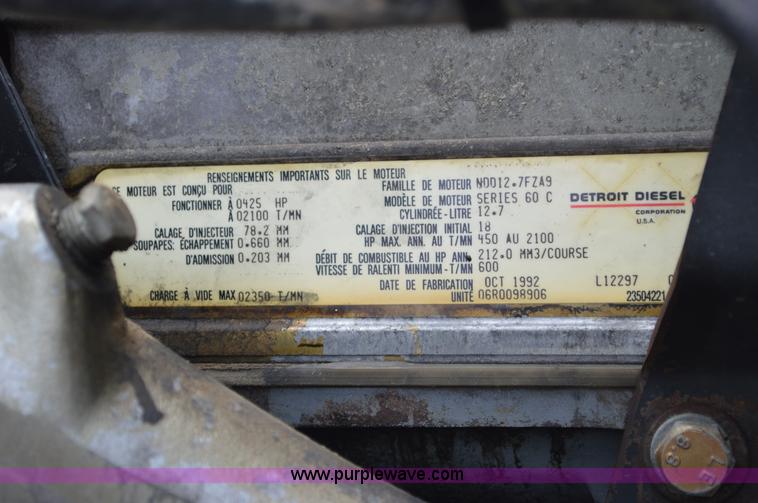 RENSEIGNEMENTS IMPORTANTS SUR LE MOTEUR
CE MOTEUR EST CONÇU POUR
FONCTIONNER À 0425 HP
À 02100 T/MN
CALAGE D'INJECTEUR 78.2 MM
SOUPAPES: ÉCHAPPEMENT 0.660 MM
D'ADMISSION 0.203 MM
CHARGE À VIDE MAX 02350 T/MN
FAMILLE DE MOTEUR NDD12.7FZA9
MODÈLE DE MOTEUR SERIES 60 C
CYLINDRÉE-LITRE 12.7
CALAGE D'INJECTION INITIAL 18
HP MAX. ANN. AU T/MN 450 AU 2100
DÉBIT DE COMBUSTIBLE AU HP ANN. 212.0 MM3/COURSE
VITESSE DE RALENTI MINIMUM-T/MN 600
DATE DE FABRICATION OCT 1992 L12297
UNITÉ 06R0098906 23504221
DETROIT DIESEL
CORPORATION
U.S.A.
8.8
www.purplewave.com